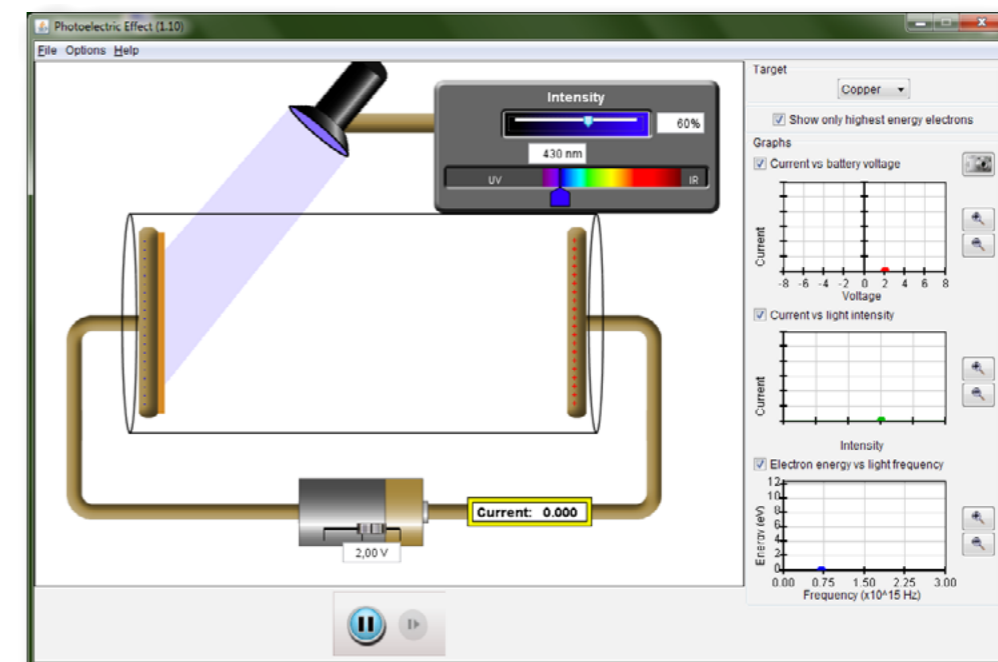 Photoelectric Effect (1.10)
File Options Help
Intensity
60%
430 nm
UV
IR
Current: 0.000
2,00 V
Target
Copper
Show only highest energy electrons
Graphs
Current vs battery voltage
Current
-8 -6 -4 -2 0 2 4 6 8
Voltage
Current vs light intensity
Current
Intensity
Electron energy vs light frequency
Energy (eV)
12
10
8
6
4
2
0
0.00 0.75 1.50 2.25 3.00
Frequency (x10^15 Hz)